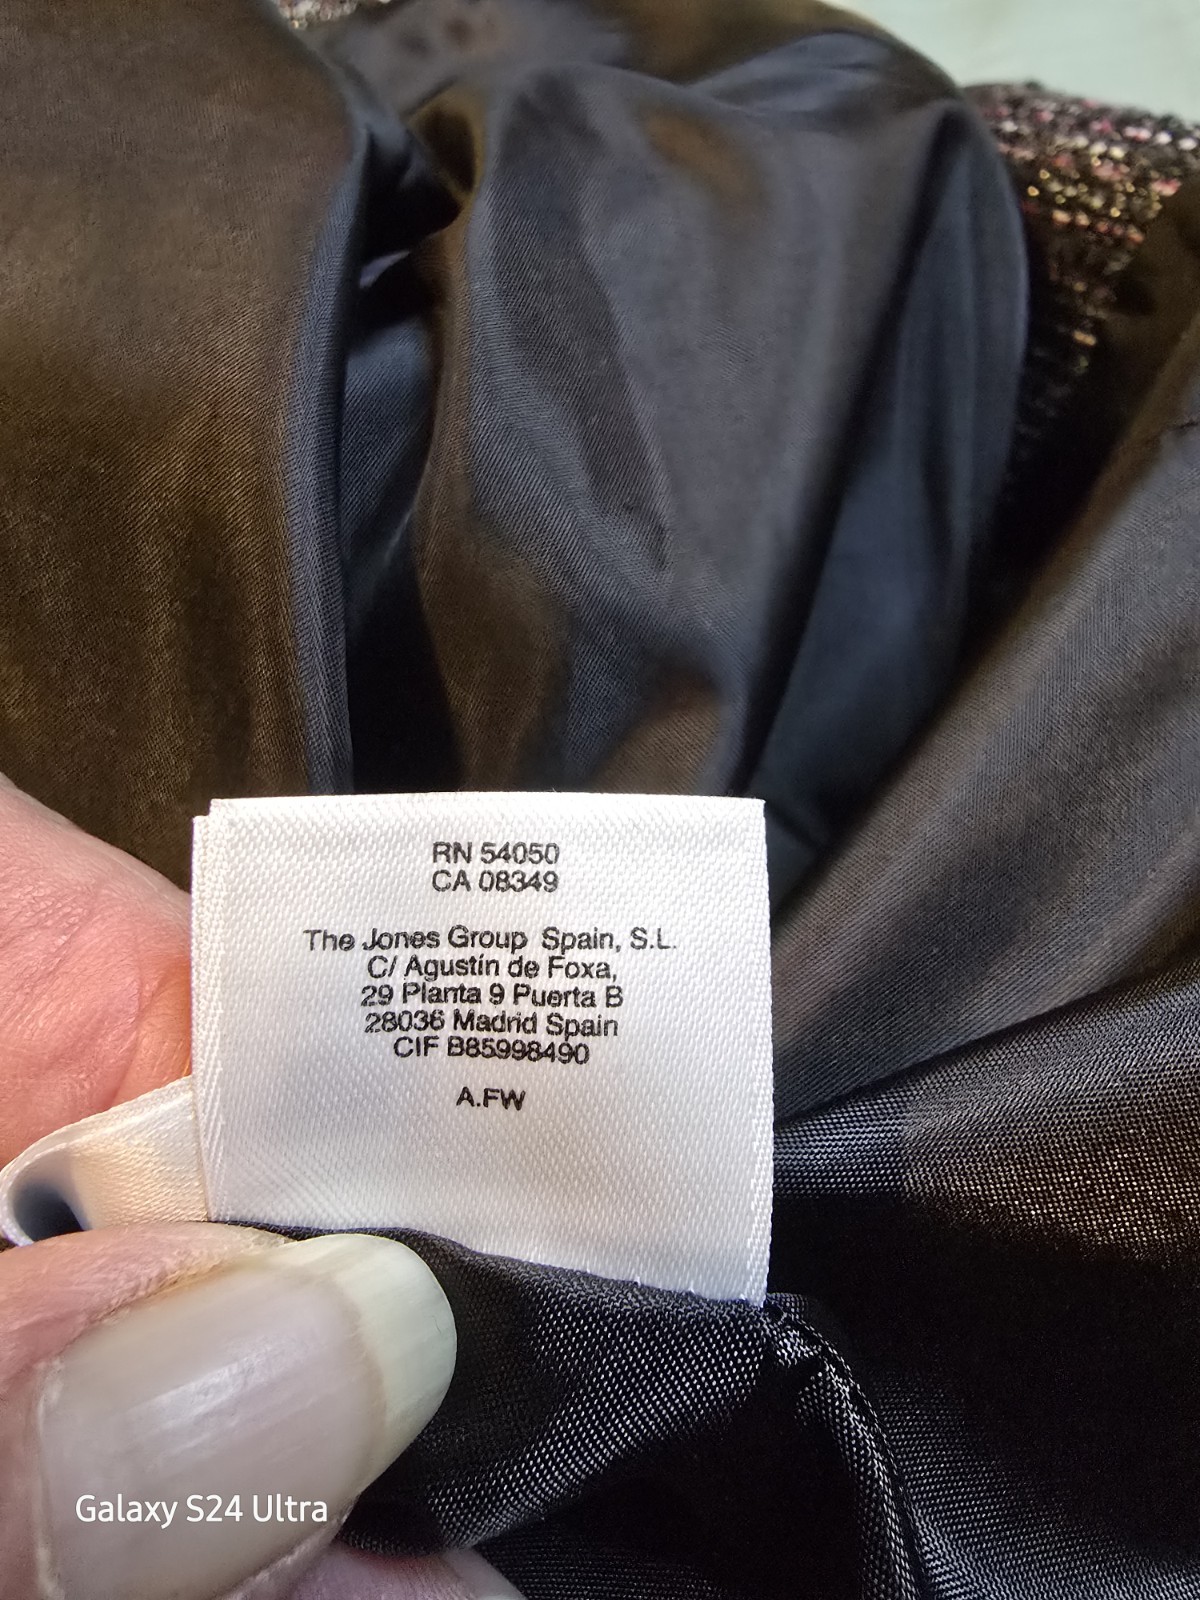 RN 54050
CA 08349
The Jones Group Spain, S.L.
C/ Agustín de Foxa,
29 Planta 9 Puerta B
28036 Madrid Spain
CIF B85998490
A.FW
Galaxy S24 Ultra